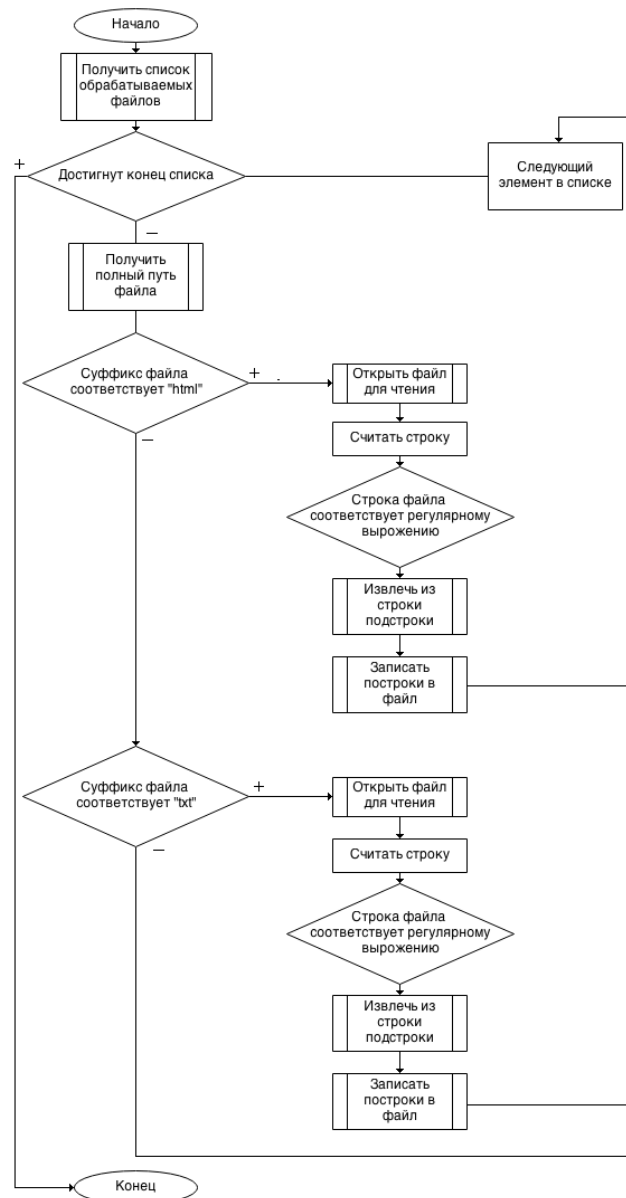 Начало
Получить список
обрабатываемых
файлов
+
Достигнут конец списка
Следующий
элемент в списке
—
Получить
полный путь
файла
Суффикс файла
соответствует "html"
+
Открыть файл
для чтения
—
Считать строку
Строка файла
соответствует регулярному
вырожению
Извлечь из
строки
подстроки
Записать
построки в
файл
Суффикс файла
соответствует "txt"
+
Открыть файл
для чтения
—
Считать строку
Строка файла
соответствует регулярному
вырожению
Извлечь из
строки
подстроки
Записать
построки в
файл
Конец